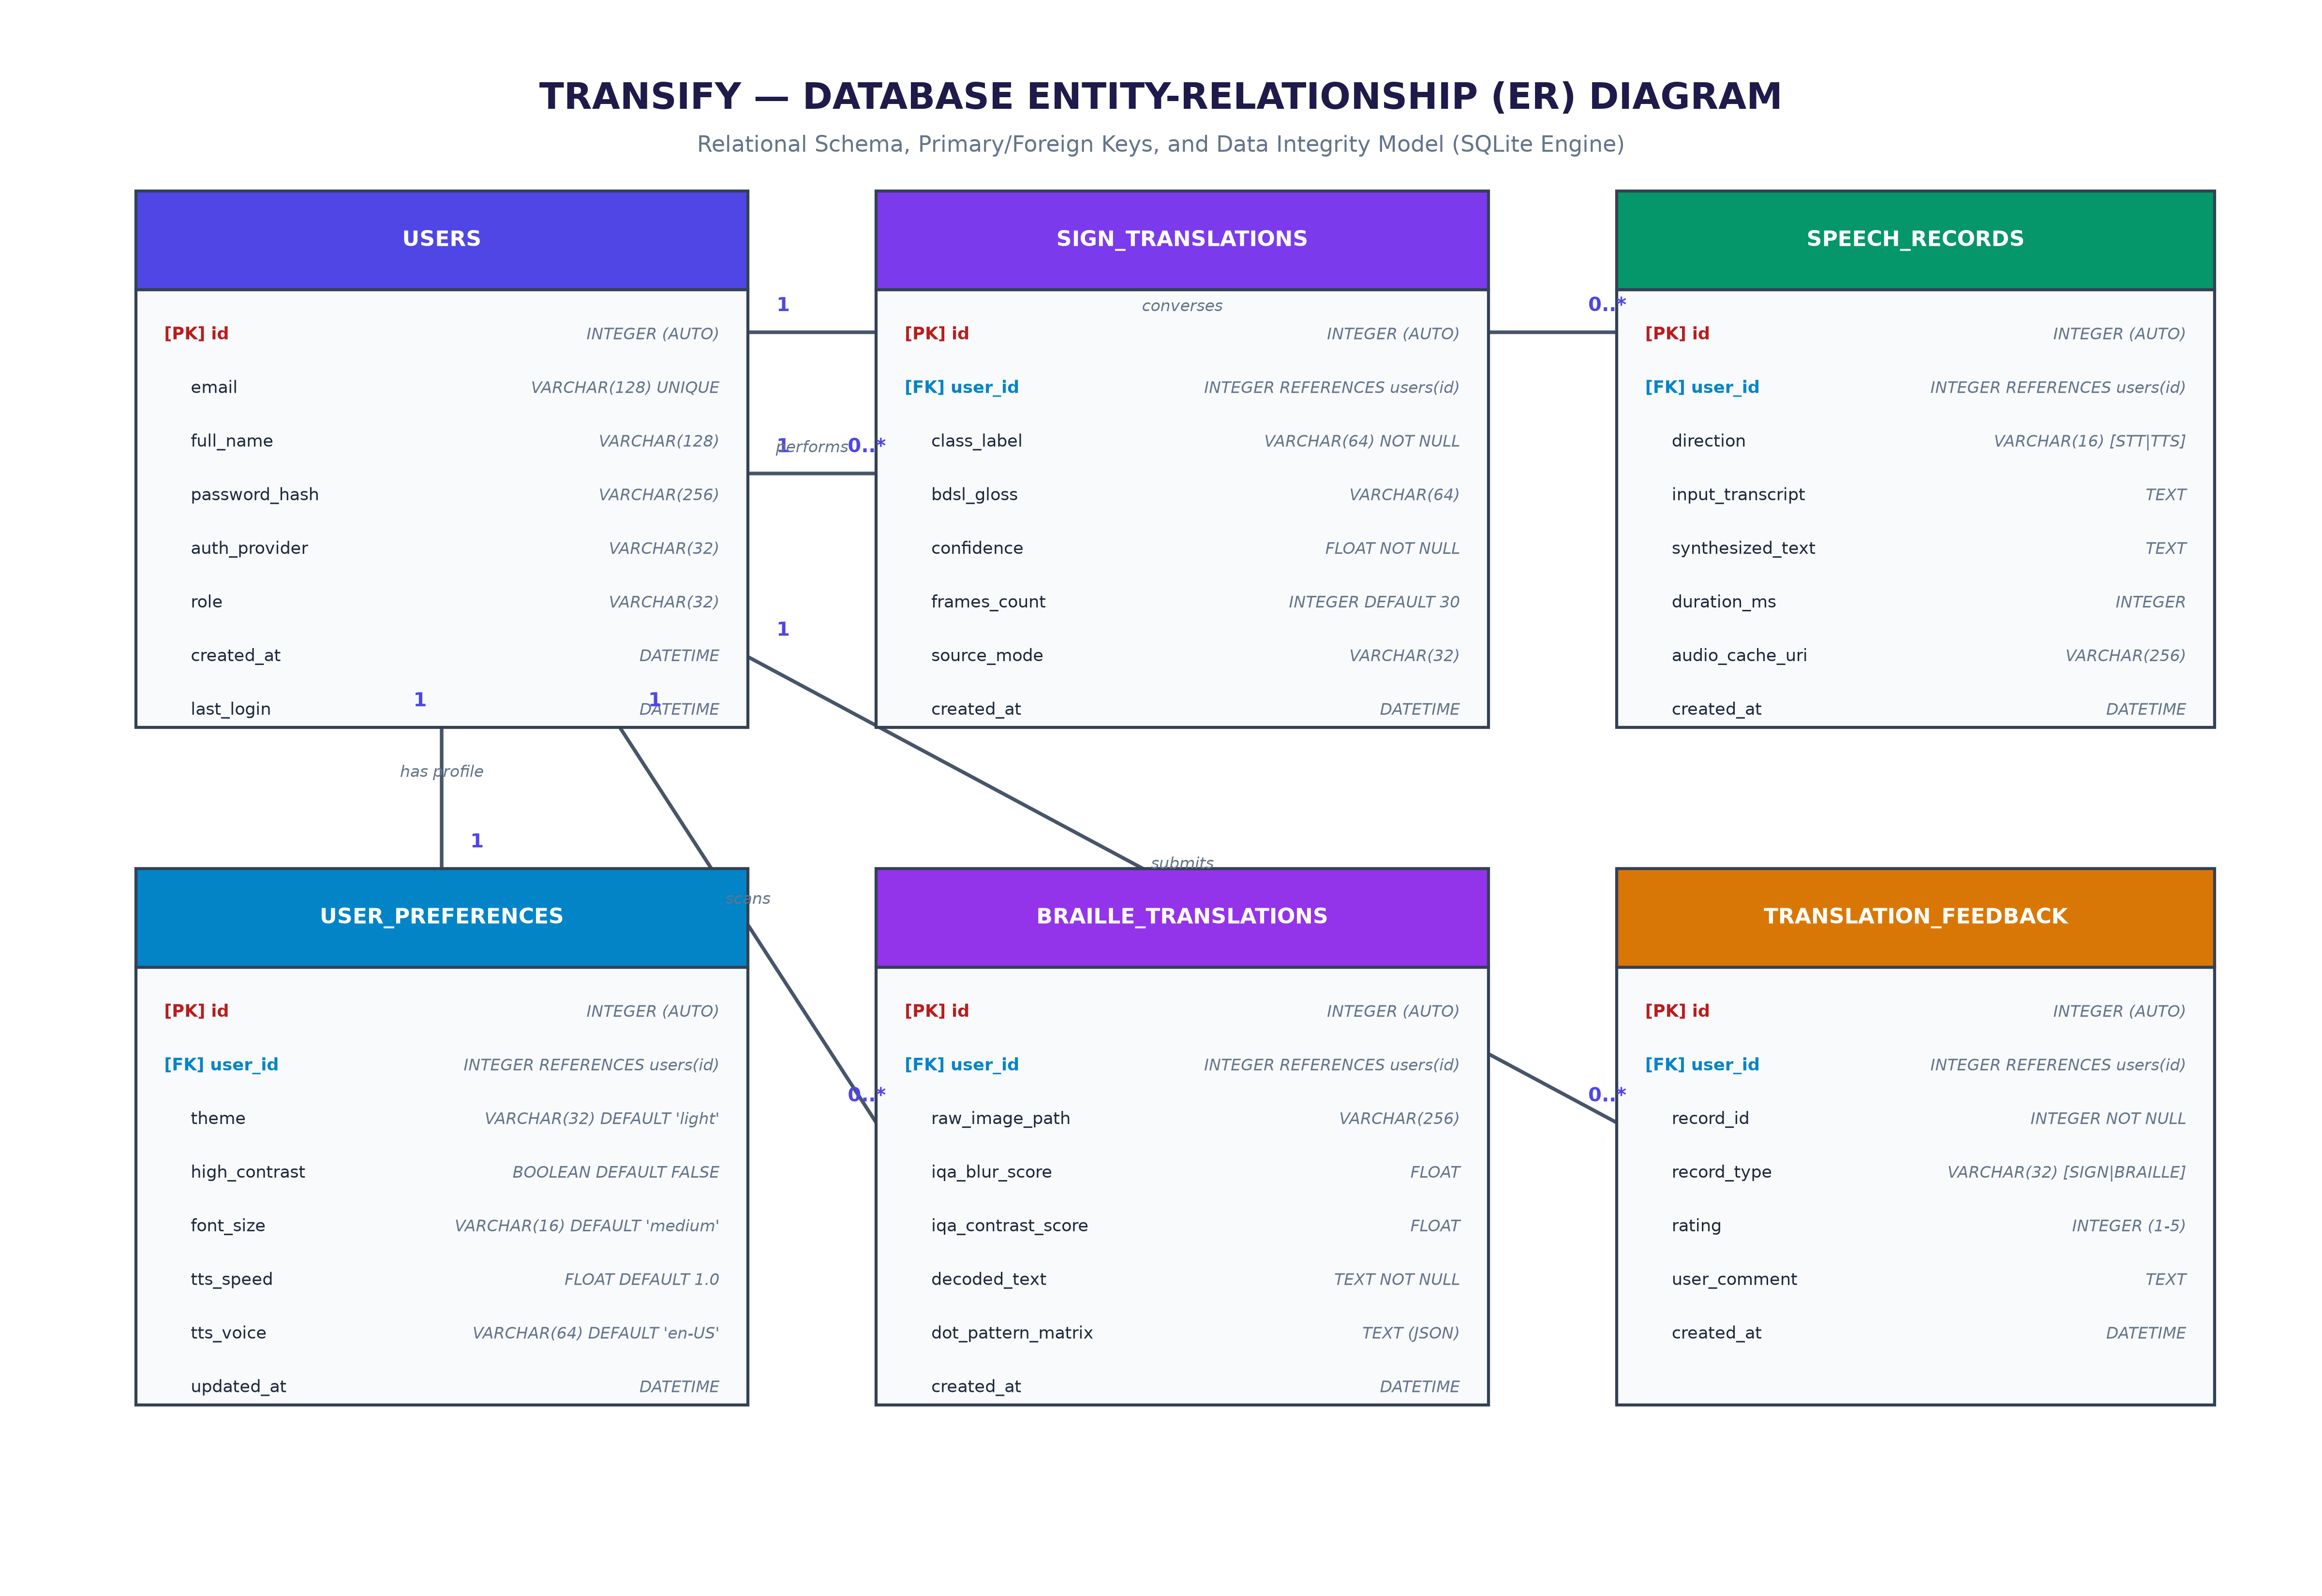 TRANSIFY — DATABASE ENTITY-RELATIONSHIP (ER) DIAGRAM
Relational Schema, Primary/Foreign Keys, and Data Integrity Model (SQLite Engine)
USERS
[PK] id INTEGER (AUTO)
email VARCHAR(128) UNIQUE
full_name VARCHAR(128)
password_hash VARCHAR(256)
auth_provider VARCHAR(32)
role VARCHAR(32)
created_at DATETIME
last_login DATETIME
SIGN_TRANSLATIONS
[PK] id INTEGER (AUTO)
[FK] user_id INTEGER REFERENCES users(id)
class_label VARCHAR(64) NOT NULL
bdsl_gloss VARCHAR(64)
confidence FLOAT NOT NULL
frames_count INTEGER DEFAULT 30
source_mode VARCHAR(32)
created_at DATETIME
SPEECH_RECORDS
[PK] id INTEGER (AUTO)
[FK] user_id INTEGER REFERENCES users(id)
direction VARCHAR(16) [STT|TTS]
input_transcript TEXT
synthesized_text TEXT
duration_ms INTEGER
audio_cache_uri VARCHAR(256)
created_at DATETIME
1
converses
0..*
1
performs
0..*
1
submits
0..*
1
has profile
1
1
scans
0..*
USER_PREFERENCES
[PK] id INTEGER (AUTO)
[FK] user_id INTEGER REFERENCES users(id)
theme VARCHAR(32) DEFAULT 'light'
high_contrast BOOLEAN DEFAULT FALSE
font_size VARCHAR(16) DEFAULT 'medium'
tts_speed FLOAT DEFAULT 1.0
tts_voice VARCHAR(64) DEFAULT 'en-US'
updated_at DATETIME
BRAILLE_TRANSLATIONS
[PK] id INTEGER (AUTO)
[FK] user_id INTEGER REFERENCES users(id)
raw_image_path VARCHAR(256)
iqa_blur_score FLOAT
iqa_contrast_score FLOAT
decoded_text TEXT NOT NULL
dot_pattern_matrix TEXT (JSON)
created_at DATETIME
TRANSLATION_FEEDBACK
[PK] id INTEGER (AUTO)
[FK] user_id INTEGER REFERENCES users(id)
record_id INTEGER NOT NULL
record_type VARCHAR(32) [SIGN|BRAILLE]
rating INTEGER (1-5)
user_comment TEXT
created_at DATETIME